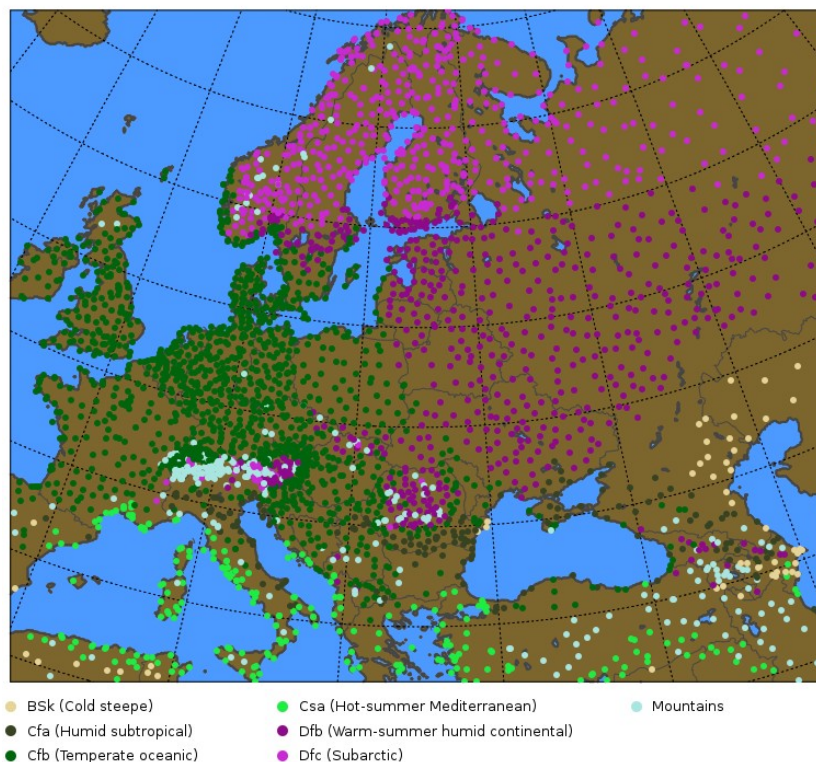 BSk (Cold steepe)
Cfa (Humid subtropical)
Cfb (Temperate oceanic)
Csa (Hot-summer Mediterranean)
Dfb (Warm-summer humid continental)
Dfc (Subarctic)
Mountains